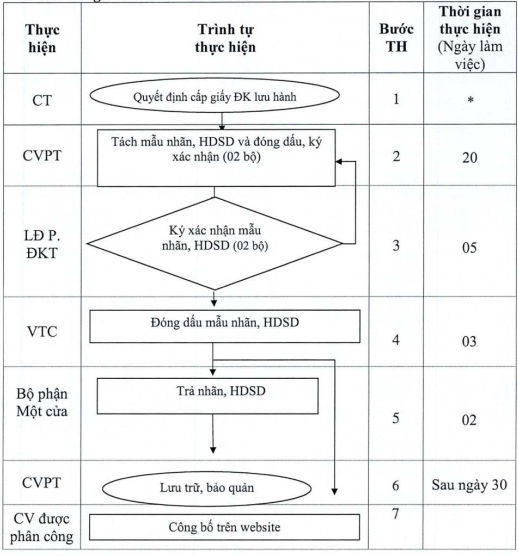 Thực
hiện
Trình tự
thực hiện
Bước
TH
Thời gian
thực hiện
(Ngày làm
việc)
CT
Quyết định cấp giấy ĐK lưu hành
1
*
CVPT
Tách mẫu nhãn, HDSD và đóng dấu, ký
xác nhận (02 bộ)
2
20
LĐ P.
ĐKT
Ký xác nhận mẫu
nhãn, HDSD (02 bộ)
3
05
VTC
Đóng dấu mẫu nhãn, HDSD
4
03
Bộ phận
Một cửa
Trả nhãn, HDSD
5
02
CVPT
Lưu trữ, bảo quản
6
Sau ngày 30
CV được
phân công
Công bố trên website
7